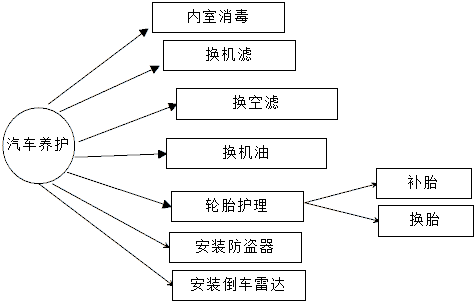 内室消毒
换机滤
换空滤
汽车养护
换机油
轮胎护理
补胎
换胎
安装防盗器
安装倒车雷达